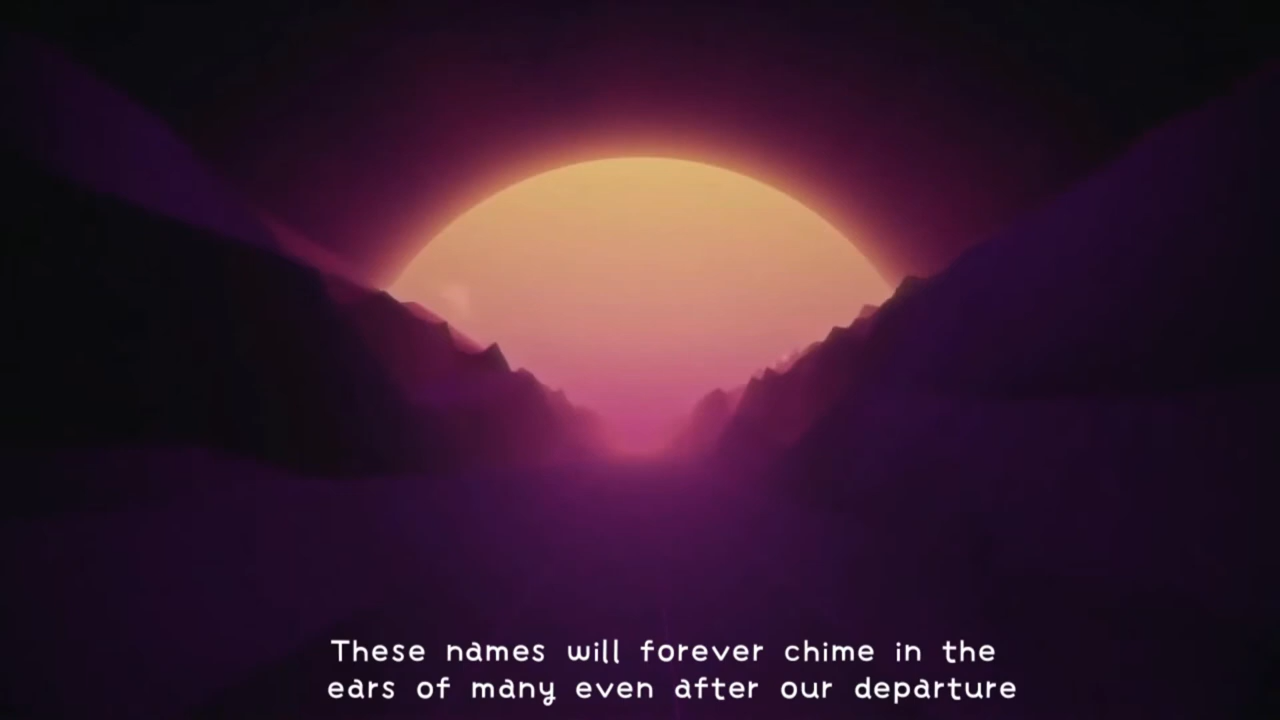 These names will forever chime in the
ears of many even after our departure